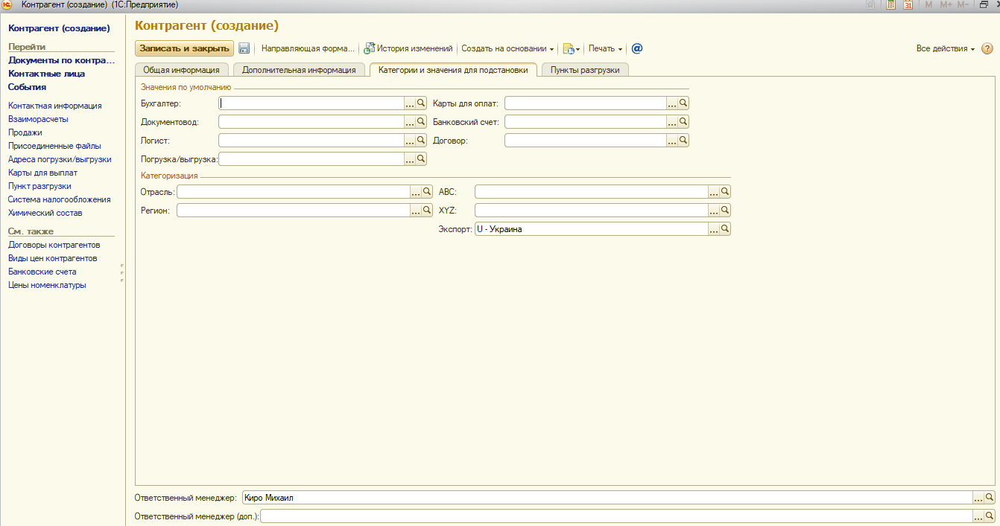 Контрагент (создание) (1С:Предприятие)
31 M M+ M-
Контрагент (создание)
Перейти
Документы по контра...
Контактные лица
События
Контактная информация
Взаиморасчеты
Продажи
Присоединенные файлы
Адреса погрузки/выгрузки
Карты для выплат
Пункт разгрузки
Система налогообложения
Химический состав
См. также
Договоры контрагентов
Виды цен контрагентов
Банковские счета
Цены номенклатуры
Контрагент (создание)
Записать и закрыть Направляющая форма... История изменений Создать на основании Печать @ Все действия ?
Общая информация Дополнительная информация Категории и значения для подстановки Пункты разгрузки
Значения по умолчанию
Бухгалтер: ... Карты для оплат: ...
Документовод: ... Банковский счет: ...
Логист: ... Договор: ...
Погрузка/выгрузка: ...
Категоризация
Отрасль: ... ABC: ...
Регион: ... XYZ: ...
Экспорт: U - Украина ...
Ответственный менеджер: Киро Михаил ...
Ответственный менеджер (доп.): ...